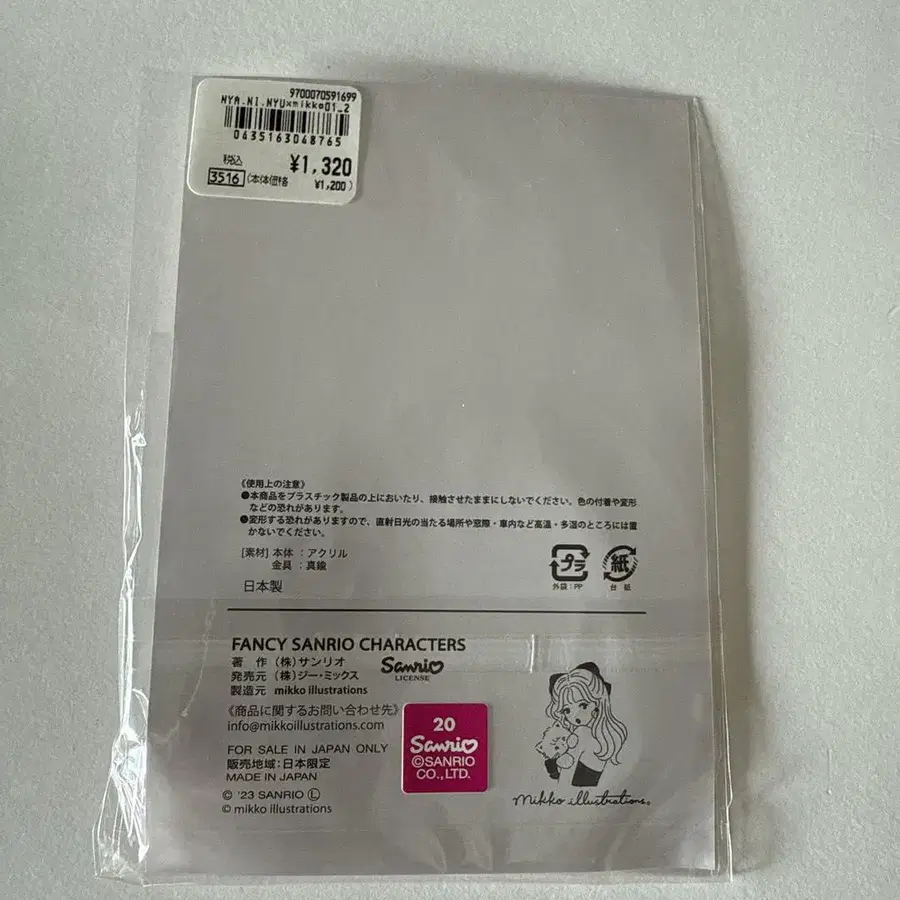 9700070591699
NYA.NI.NYU×mikko01_2
0435163048765
税込 ¥1,320
3516 (本体価格 ¥1,200)
《使用上の注意》
●本商品をプラスチック製品の上においたり、接触させたままにしないでください。色の付着や変形
などの恐れがあります。
●変形する恐れがありますので、直射日光の当たる場所や窓際・車内など高温・多湿のところには置
かないでください。
[素材] 本体：アクリル
金具：真鍮
日本製
プラ
外袋：PP
紙
台紙
FANCY SANRIO CHARACTERS
著 作 (株)サンリオ
発売元 (株)ジー・ミックス
製造元 mikko illustrations
Sanrio
LICENSE
《商品に関するお問い合わせ先》
info@mikkoillustrations.com
FOR SALE IN JAPAN ONLY
販売地域：日本限定
MADE IN JAPAN
© '23 SANRIO Ⓛ
© mikko illustrations
20
Sanrio
©SANRIO
CO.,LTD.
mikko illustrations.